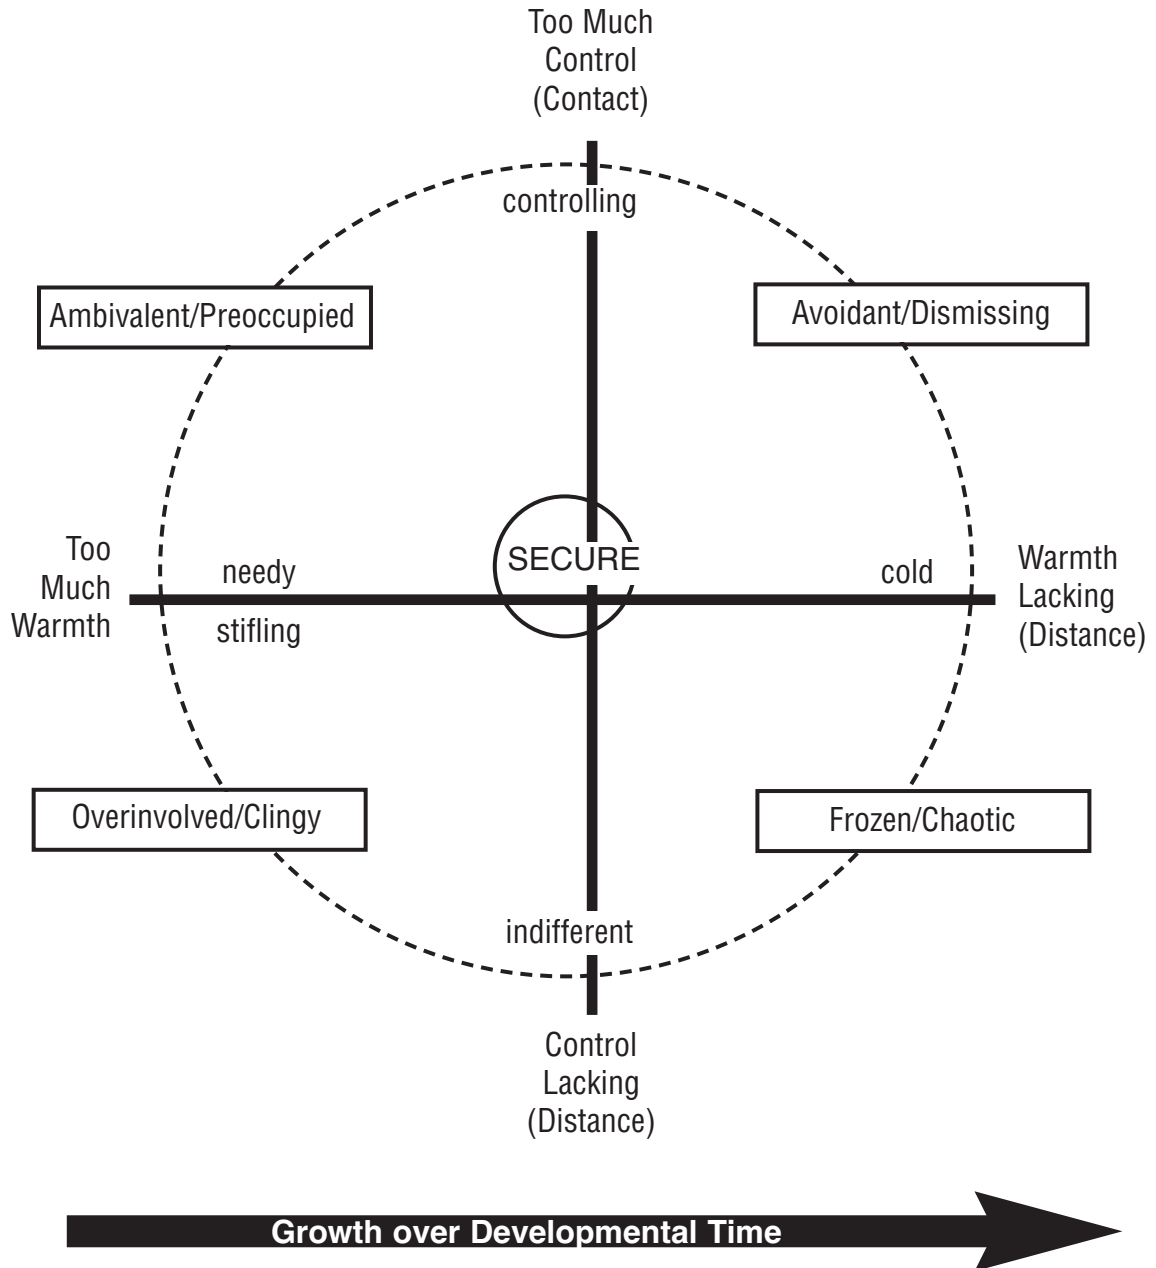 Too Much
Control
(Contact)
controlling
Ambivalent/Preoccupied
Avoidant/Dismissing
Too
Much
Warmth
needy
stifling
SECURE
cold
Warmth
Lacking
(Distance)
Overinvolved/Clingy
Frozen/Chaotic
indifferent
Control
Lacking
(Distance)
Growth over Developmental Time